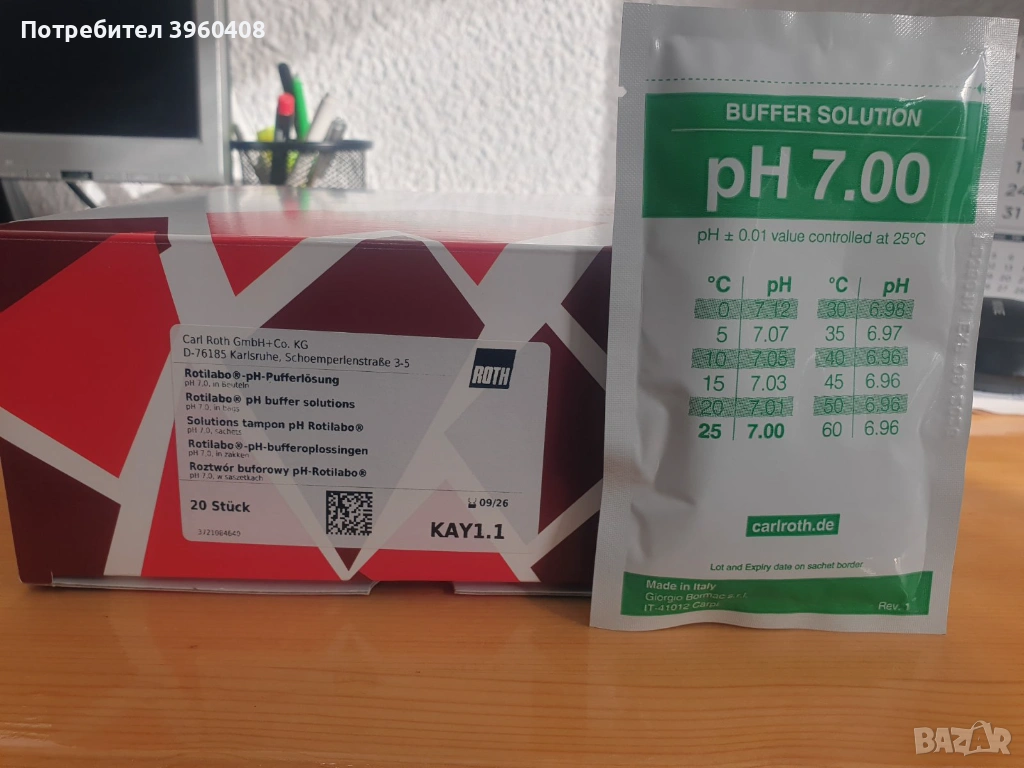 Потребител 3960408
Carl Roth GmbH+Co. KG
D-76185 Karlsruhe, Schoemperlenstraße 3-5
ROTH
Rotilabo®-pH-Pufferlösung
pH 7,0, in Beuteln
Rotilabo® pH buffer solutions
pH 7,0, in bags
Solutions tampon pH Rotilabo®
pH 7,0, sachets
Rotilabo®-pH-bufferoplossingen
pH 7,0, in zakken
Roztwór buforowy pH-Rotilabo®
pH 7,0, w saszetkach
20 Stück
09/26
KAY1.1
BUFFER SOLUTION
pH 7.00
pH ± 0.01 value controlled at 25°C
°C pH °C pH
0 7.12 30 6.98
5 7.07 35 6.97
10 7.05 40 6.96
15 7.03 45 6.96
20 7.01 50 6.96
25 7.00 60 6.96
carlroth.de
Lot and Expiry date on sachet border
Made in Italy
Giorgio Bormac s.r.l.
IT-41012 Carpi
Rev. 1
31
BAZAR